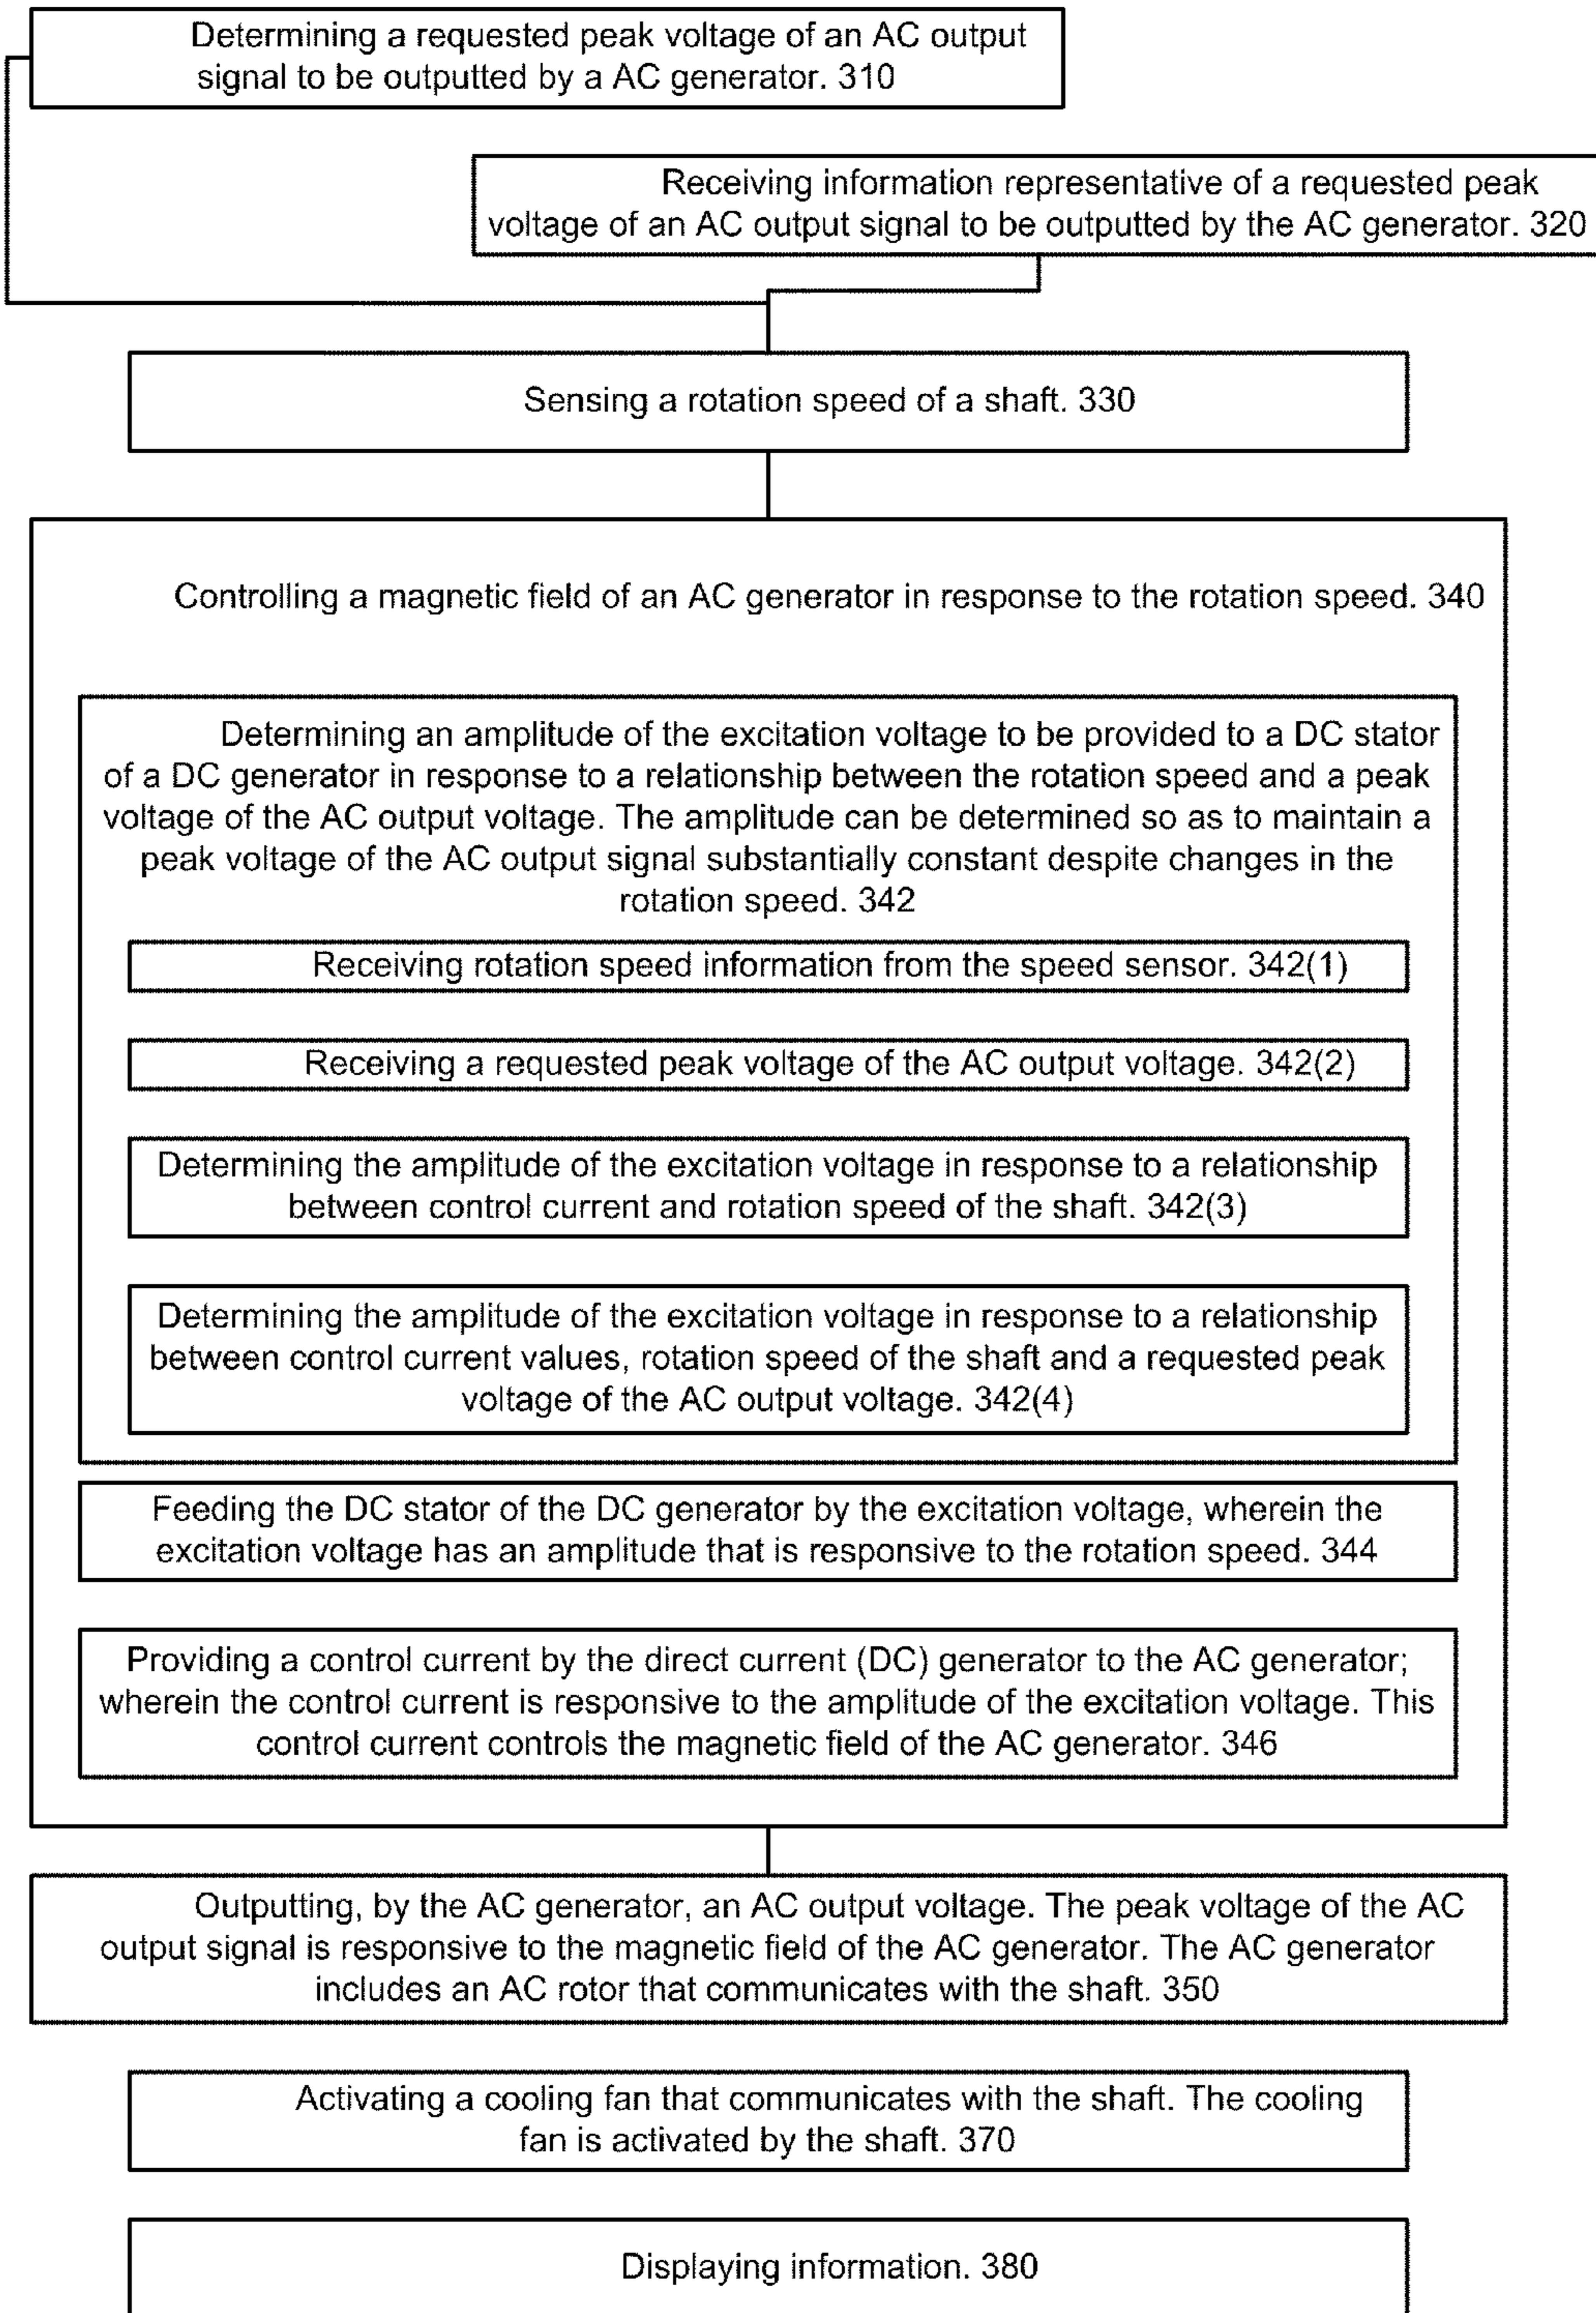 Determining a requested peak voltage of an AC output
signal to be outputted by a AC generator. 310
Receiving information representative of a requested peak
voltage of an AC output signal to be outputted by the AC generator. 320
Sensing a rotation speed of a shaft. 330
Controlling a magnetic field of an AC generator in response to the rotation speed. 340
Determining an amplitude of the excitation voltage to be provided to a DC stator
of a DC generator in response to a relationship between the rotation speed and a peak
voltage of the AC output voltage. The amplitude can be determined so as to maintain a
peak voltage of the AC output signal substantially constant despite changes in the
rotation speed. 342
Receiving rotation speed information from the speed sensor. 342(1)
Receiving a requested peak voltage of the AC output voltage. 342(2)
Determining the amplitude of the excitation voltage in response to a relationship
between control current and rotation speed of the shaft. 342(3)
Determining the amplitude of the excitation voltage in response to a relationship
between control current values, rotation speed of the shaft and a requested peak
voltage of the AC output voltage. 342(4)
Feeding the DC stator of the DC generator by the excitation voltage, wherein the
excitation voltage has an amplitude that is responsive to the rotation speed. 344
Providing a control current by the direct current (DC) generator to the AC generator;
wherein the control current is responsive to the amplitude of the excitation voltage. This
control current controls the magnetic field of the AC generator. 346
Outputting, by the AC generator, an AC output voltage. The peak voltage of the AC
output signal is responsive to the magnetic field of the AC generator. The AC generator
includes an AC rotor that communicates with the shaft. 350
Activating a cooling fan that communicates with the shaft. The cooling
fan is activated by the shaft. 370
Displaying information. 380